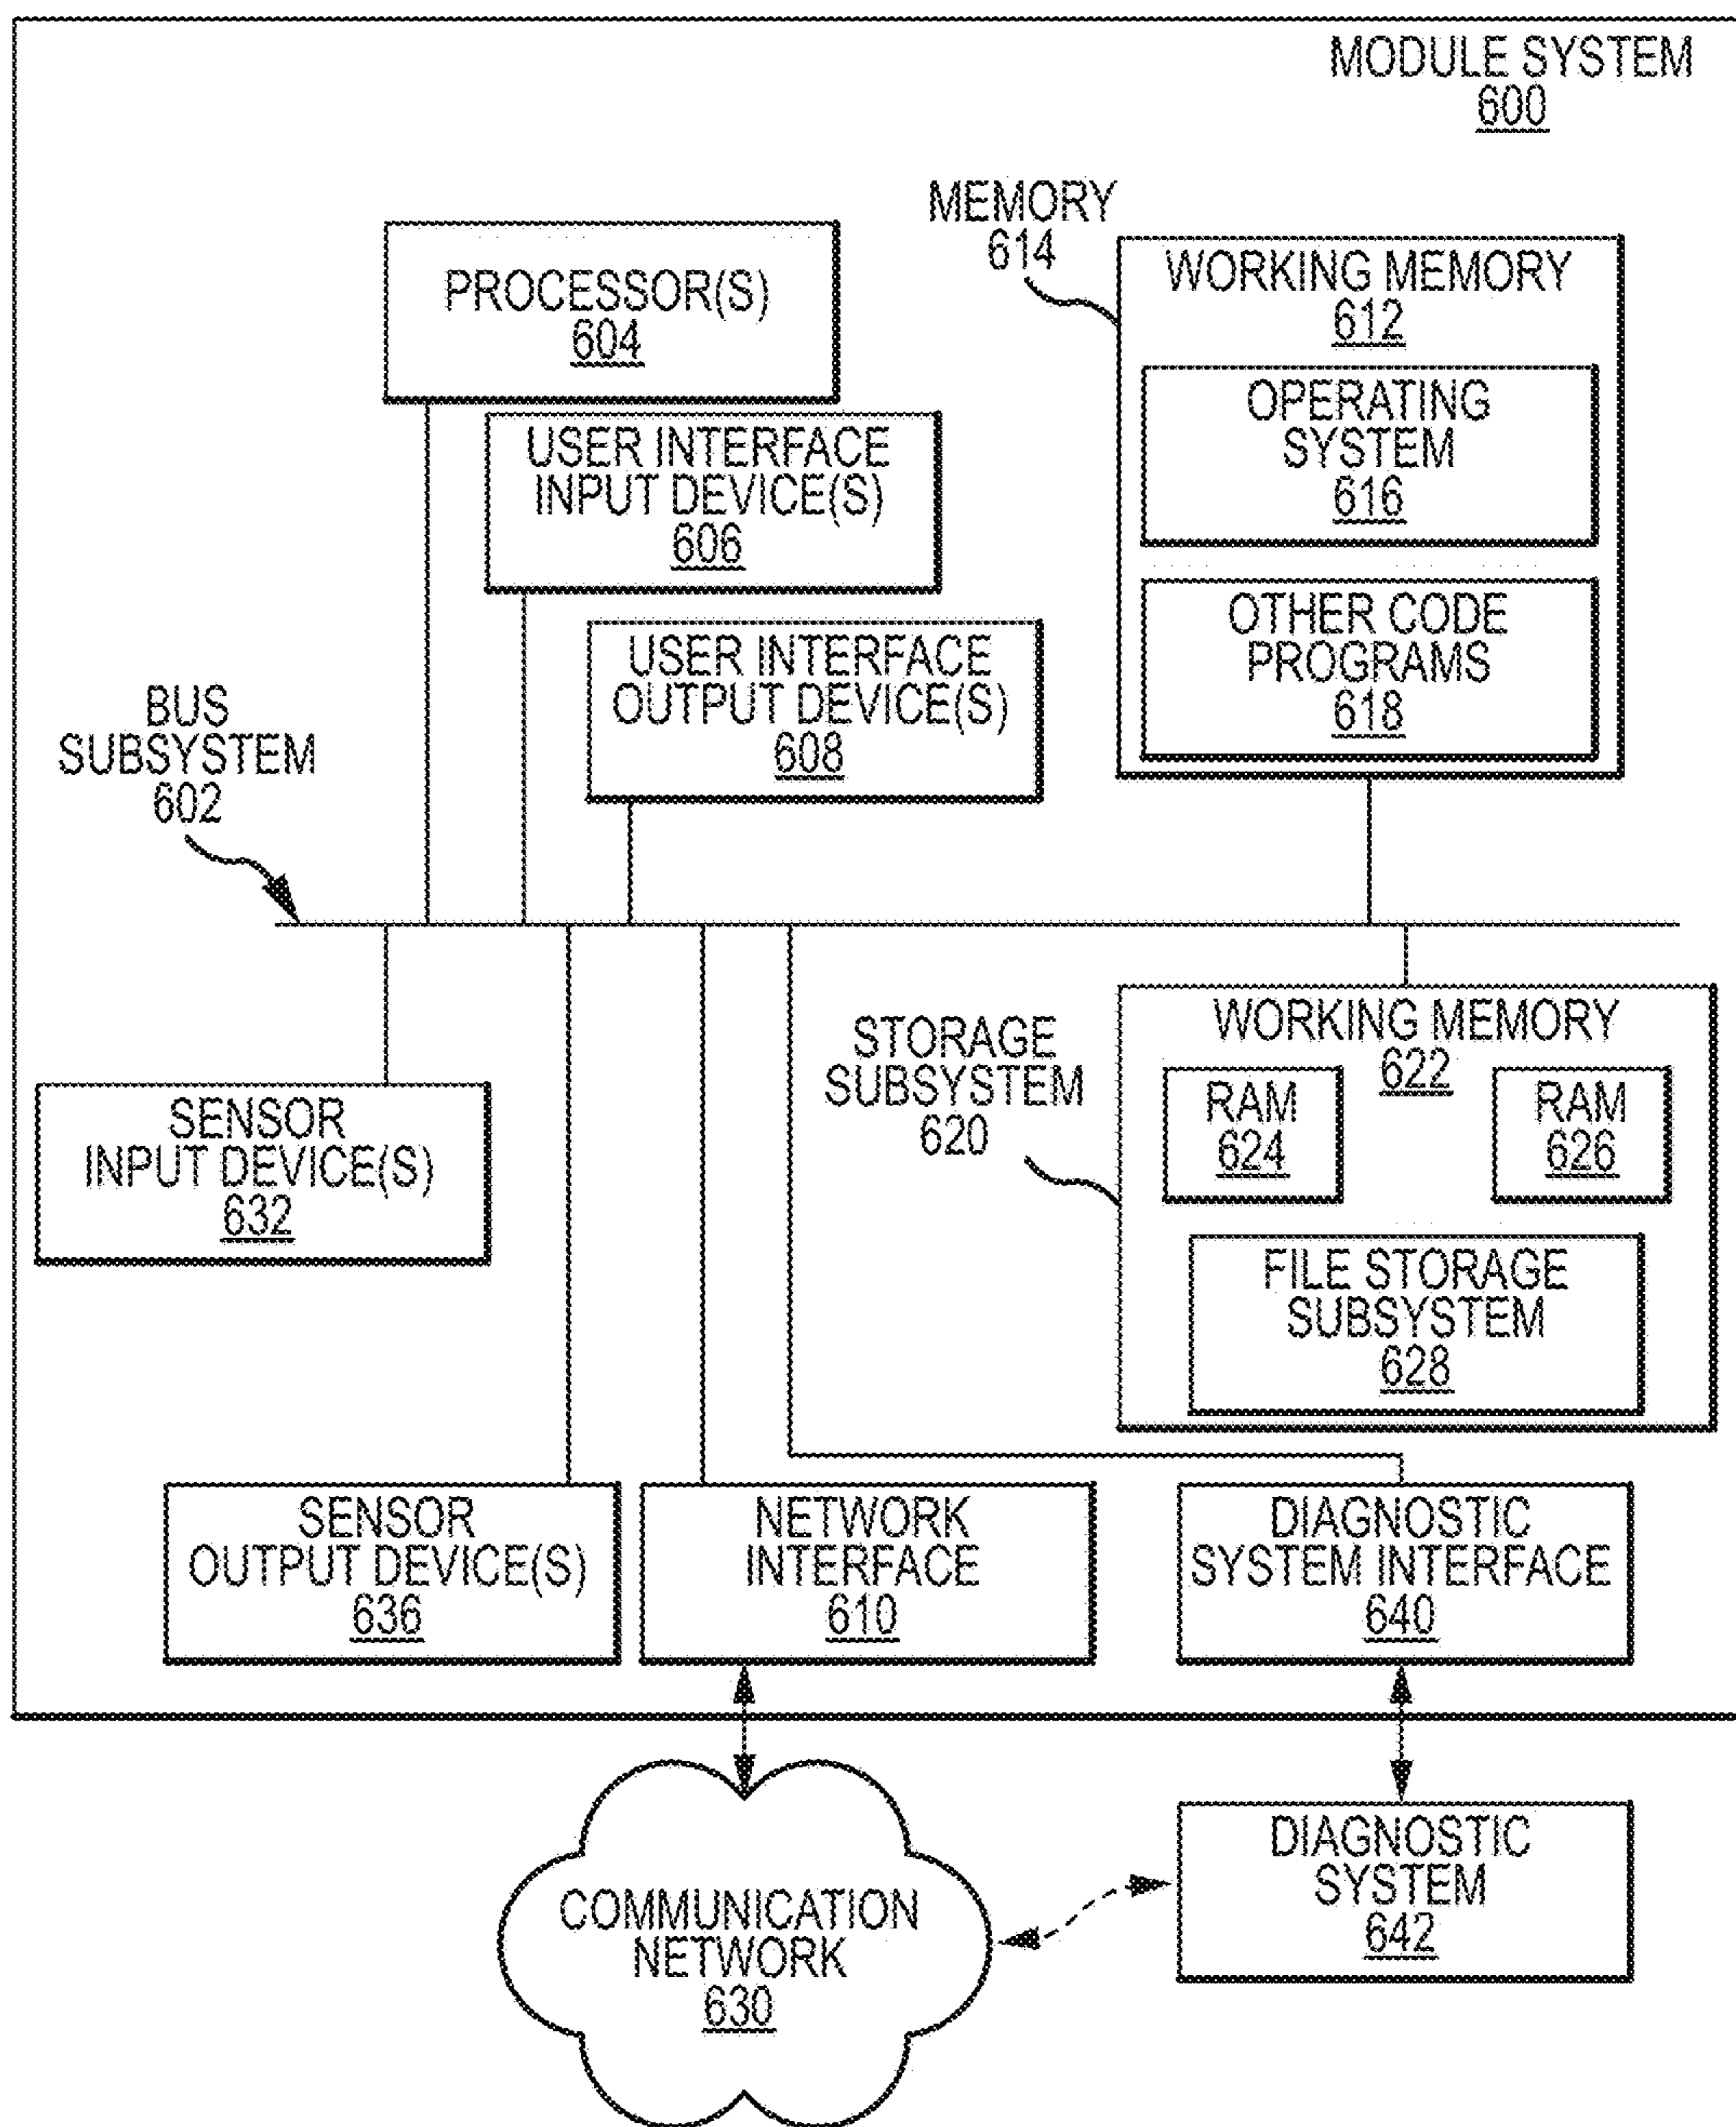 MODULE SYSTEM
600
MEMORY
614
PROCESSOR(S)
604
WORKING MEMORY
612
OPERATING
SYSTEM
616
USER INTERFACE
INPUT DEVICE(S)
606
OTHER CODE
PROGRAMS
618
USER INTERFACE
OUTPUT DEVICE(S)
608
BUS
SUBSYSTEM
602
WORKING MEMORY
622
STORAGE
SUBSYSTEM
620
RAM
624
RAM
626
SENSOR
INPUT DEVICE(S)
632
FILE STORAGE
SUBSYSTEM
628
SENSOR
OUTPUT DEVICE(S)
636
NETWORK
INTERFACE
610
DIAGNOSTIC
SYSTEM INTERFACE
640
COMMUNICATION
NETWORK
630
DIAGNOSTIC
SYSTEM
642